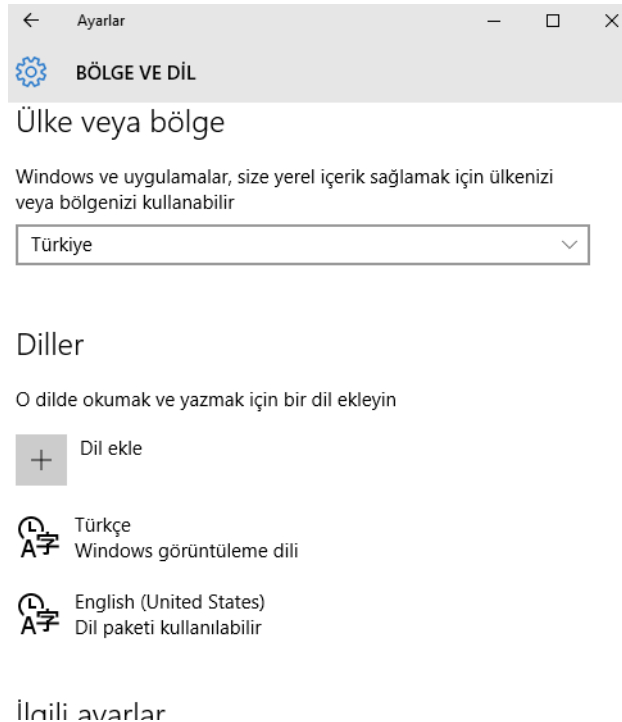 Ayarlar
BÖLGE VE DİL
Ülke veya bölge
Windows ve uygulamalar, size yerel içerik sağlamak için ülkenizi
veya bölgenizi kullanabilir
Türkiye
Diller
O dilde okumak ve yazmak için bir dil ekleyin
Dil ekle
Türkçe
Windows görüntüleme dili
English (United States)
Dil paketi kullanılabilir
İlgili ayarlar